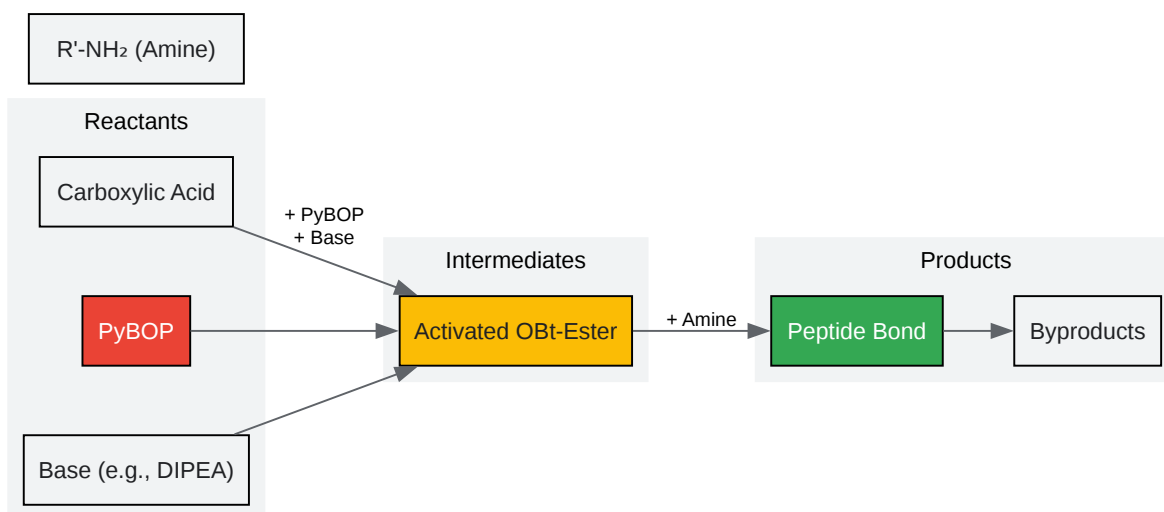 R'-NH₂ (Amine)
Reactants
Carboxylic Acid
+ PyBOP
+ Base
Intermediates
Products
PyBOP
Activated OBt-Ester
+ Amine
Peptide Bond
Byproducts
Base (e.g., DIPEA)